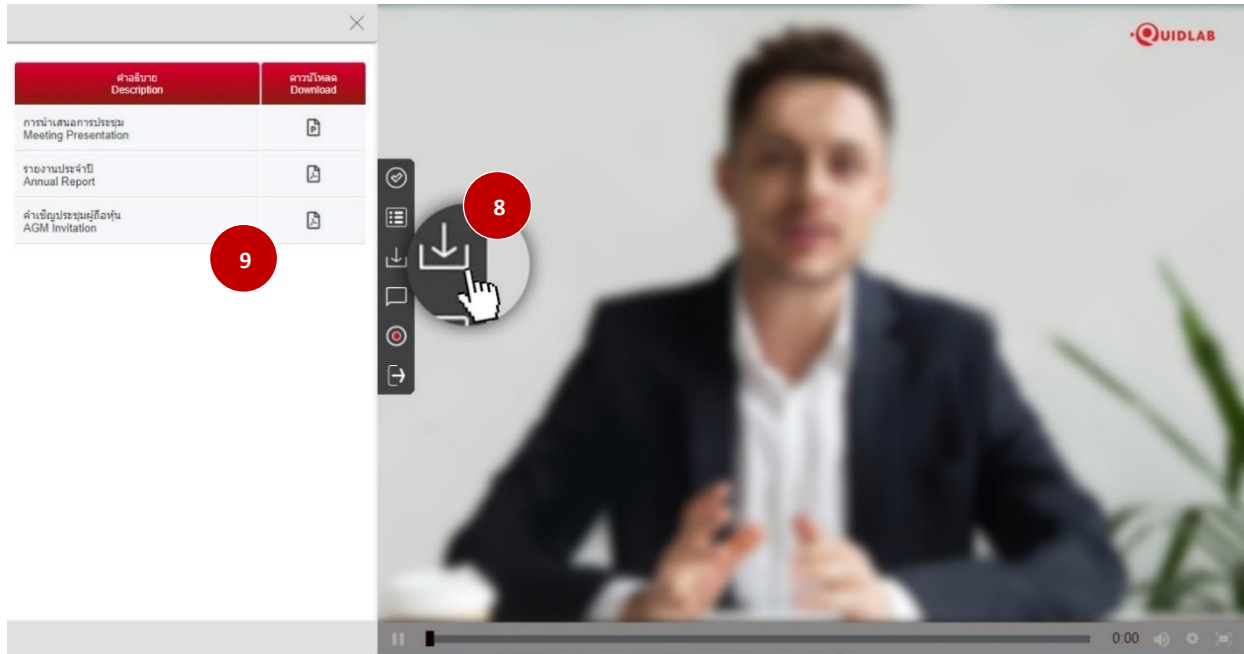 QUIDLAB
คำอธิบาย
Description
ดาวน์โหลด
Download
การนำเสนอการประชุม
Meeting Presentation
รายงานประจำปี
Annual Report
คำเชิญประชุมผู้ถือหุ้น
AGM Invitation
8
9
0:00